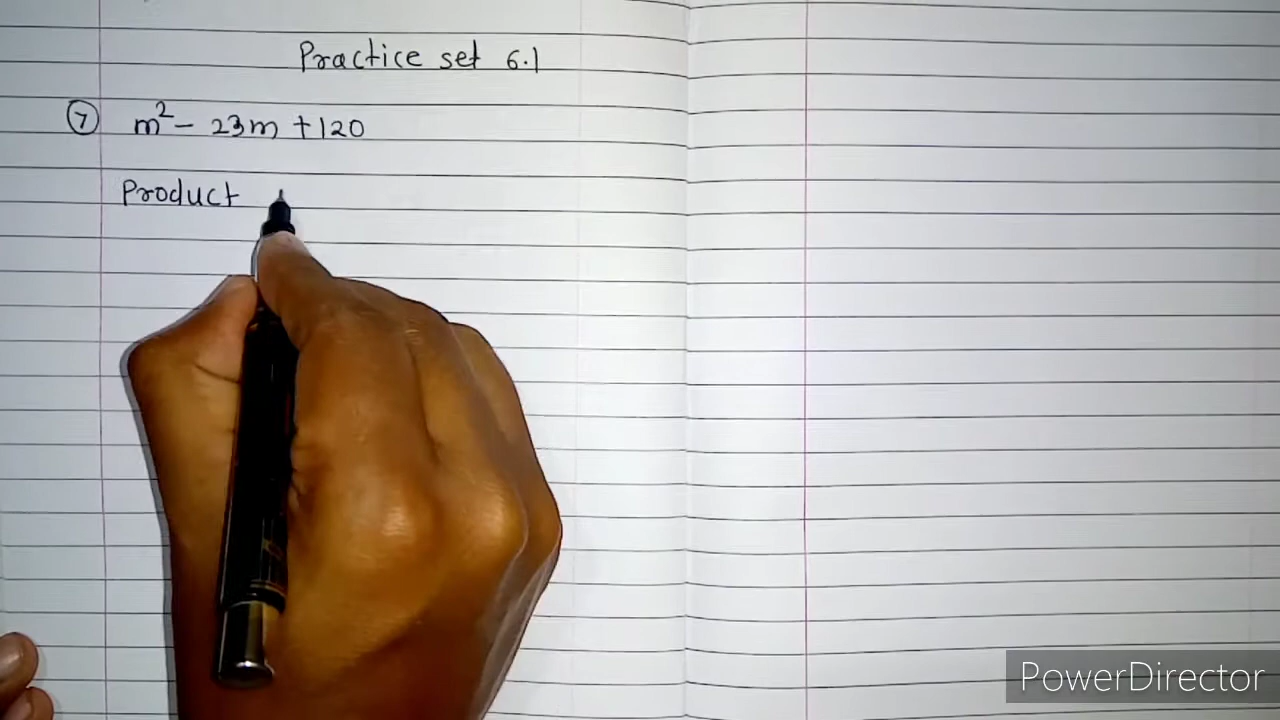 Practice set 6.1
7 m² - 23m + 120
Product
PowerDirector